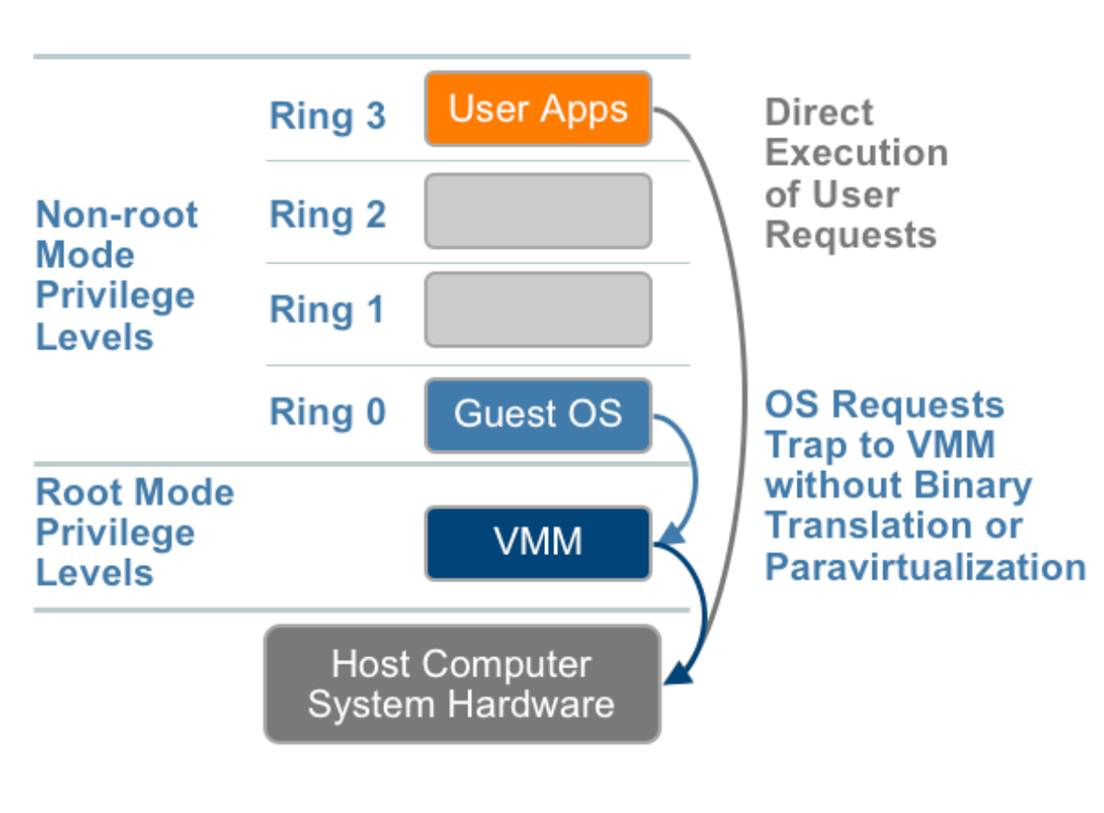 Ring 3
User Apps
Direct
Execution
of User
Requests
Non-root
Mode
Privilege
Levels
Ring 2
Ring 1
Ring 0
Guest OS
OS Requests
Trap to VMM
without Binary
Translation or
Paravirtualization
Root Mode
Privilege
Levels
VMM
Host Computer
System Hardware